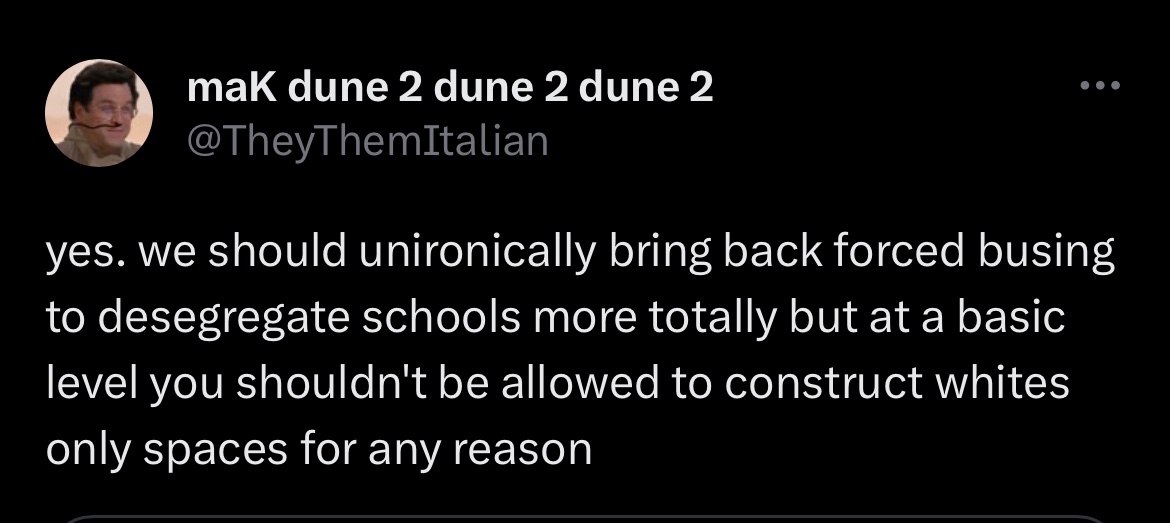 maK dune 2 dune 2 dune 2
@TheyThemItalian
yes. we should unironically bring back forced busing
to desegregate schools more totally but at a basic
level you shouldn't be allowed to construct whites
only spaces for any reason